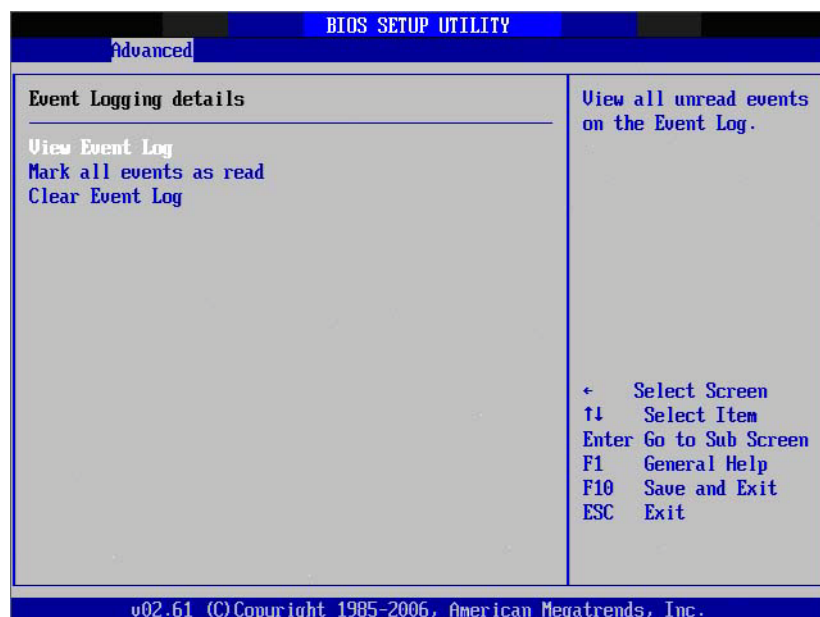 BIOS SETUP UTILITY
Advanced
Event Logging details
View Event Log
Mark all events as read
Clear Event Log
View all unread events
on the Event Log.
← Select Screen
↑↓ Select Item
Enter Go to Sub Screen
F1 General Help
F10 Save and Exit
ESC Exit
v02.61 (C)Copyright 1985-2006, American Megatrends, Inc.